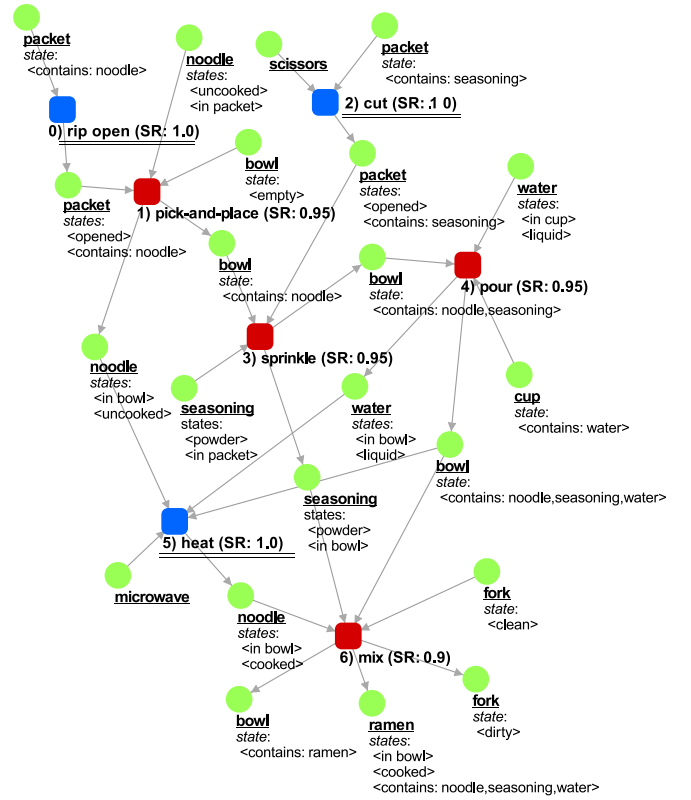 packet
state:
<contains: noodle>
noodle
states:
<uncooked>
<in packet>
scissors
packet
state:
<contains: seasoning>
0) rip open (SR: 1.0)
2) cut (SR: .1 0)
bowl
state:
<empty>
packet
states:
<opened>
<contains: noodle>
1) pick-and-place (SR: 0.95)
packet
states:
<opened>
<contains: seasoning>
water
states:
<in cup>
<liquid>
bowl
state:
<contains: noodle>
bowl
state:
<contains: noodle,seasoning>
4) pour (SR: 0.95)
3) sprinkle (SR: 0.95)
noodle
states:
<in bowl>
<uncooked>
seasoning
states:
<powder>
<in packet>
water
states:
<in bowl>
<liquid>
cup
state:
<contains: water>
bowl
state:
<contains: noodle,seasoning,water>
seasoning
states:
<powder>
<in bowl>
5) heat (SR: 1.0)
microwave
noodle
states:
<in bowl>
<cooked>
fork
state:
<clean>
6) mix (SR: 0.9)
bowl
state:
<contains: ramen>
ramen
states:
<in bowl>
<cooked>
<contains: noodle,seasoning,water>
fork
state:
<dirty>